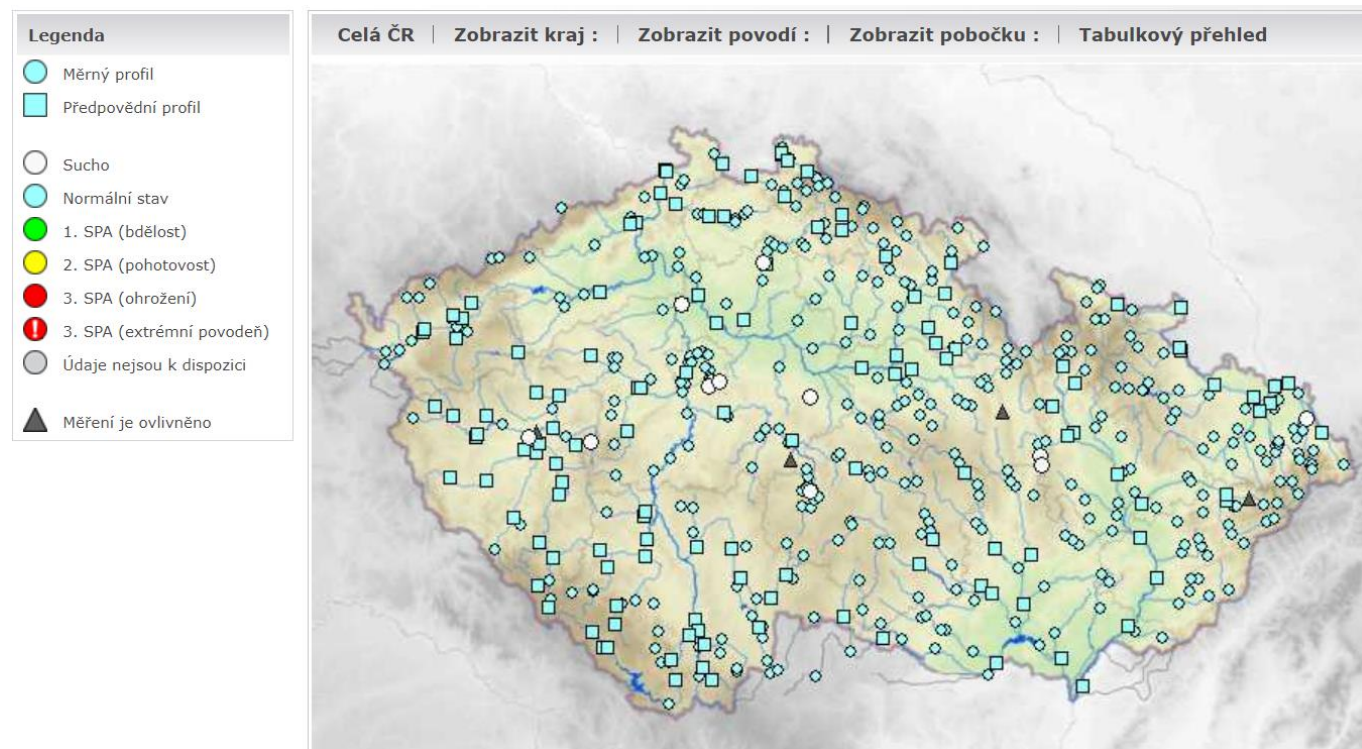 Legenda
Měrný profil
Předpovědní profil
Sucho
Normální stav
1. SPA (bdělost)
2. SPA (pohotovost)
3. SPA (ohrožení)
!
3. SPA (extrémní povodeň)
Údaje nejsou k dispozici
Měření je ovlivněno
Celá ČR | Zobrazit kraj : | Zobrazit povodí : | Zobrazit pobočku : | Tabulkový přehled